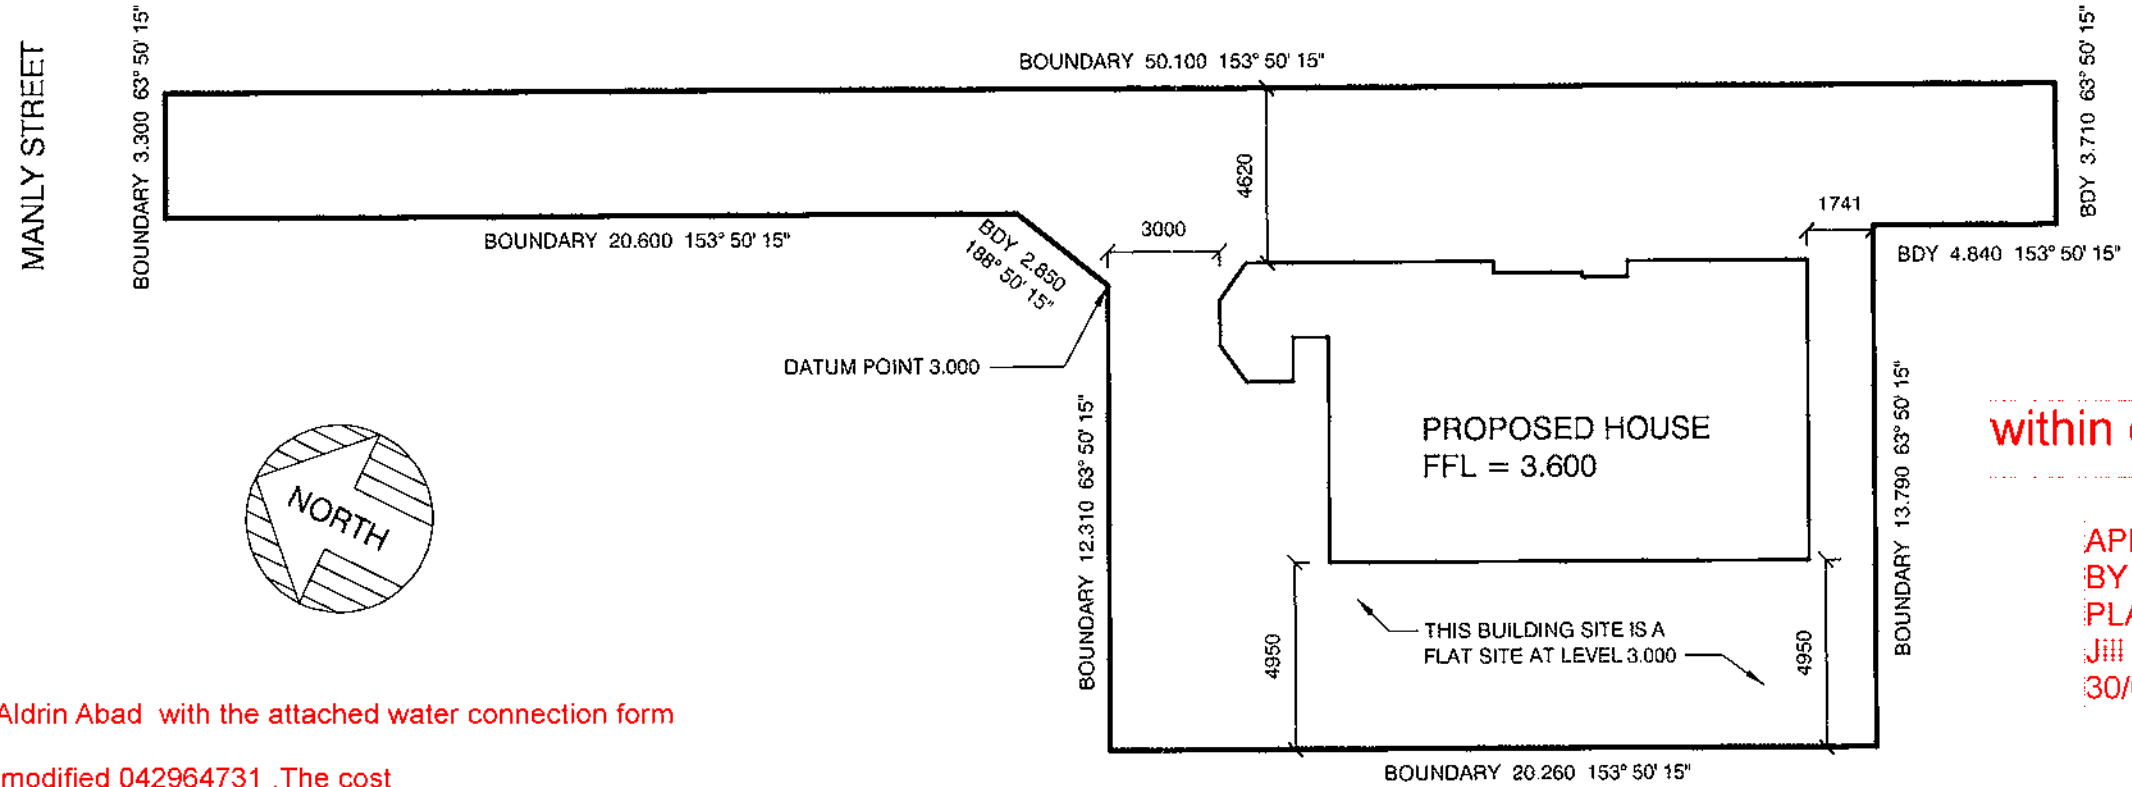 MANLY STREET
BOUNDARY 3.300 63° 50' 15"
BOUNDARY 50.100 153° 50' 15"
BDY 3.710 63° 50' 15"
BOUNDARY 20.600 153° 50' 15"
BDY 2.850
188° 50' 15"
3000
4620
1741
BDY 4.840 153° 50' 15"
DATUM POINT 3.000
NORTH
BOUNDARY 12.310 63° 50' 15"
PROPOSED HOUSE
FFL = 3.600
BOUNDARY 13.790 63° 50' 15"
within
4950
THIS BUILDING SITE IS A
FLAT SITE AT LEVEL 3.000
4950
BY
Jill
30/
Aldrin Abad with the attached water connection form
modified 042964731 .The cost
BOUNDARY 20.260 153° 50' 15"